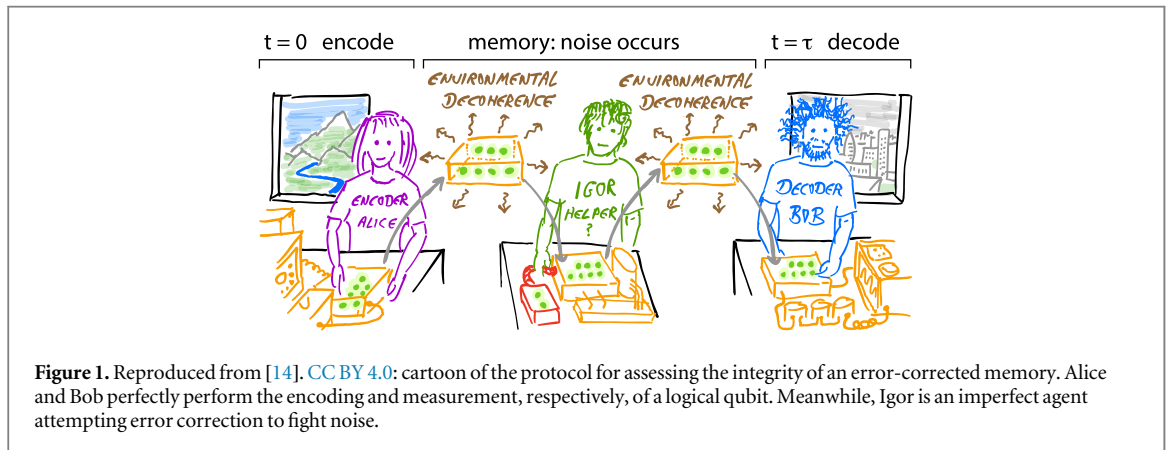 t = 0 encode
memory: noise occurs
t = τ decode
ENVIRONMENTAL
DECOHERENCE
ENVIRONMENTAL
DECOHERENCE
ENCODER
ALICE
IGOR
HELPER
?
DECODER
BOB
Figure 1. Reproduced from [14]. CC BY 4.0: cartoon of the protocol for assessing the integrity of an error-corrected memory. Alice
and Bob perfectly perform the encoding and measurement, respectively, of a logical qubit. Meanwhile, Igor is an imperfect agent
attempting error correction to fight noise.